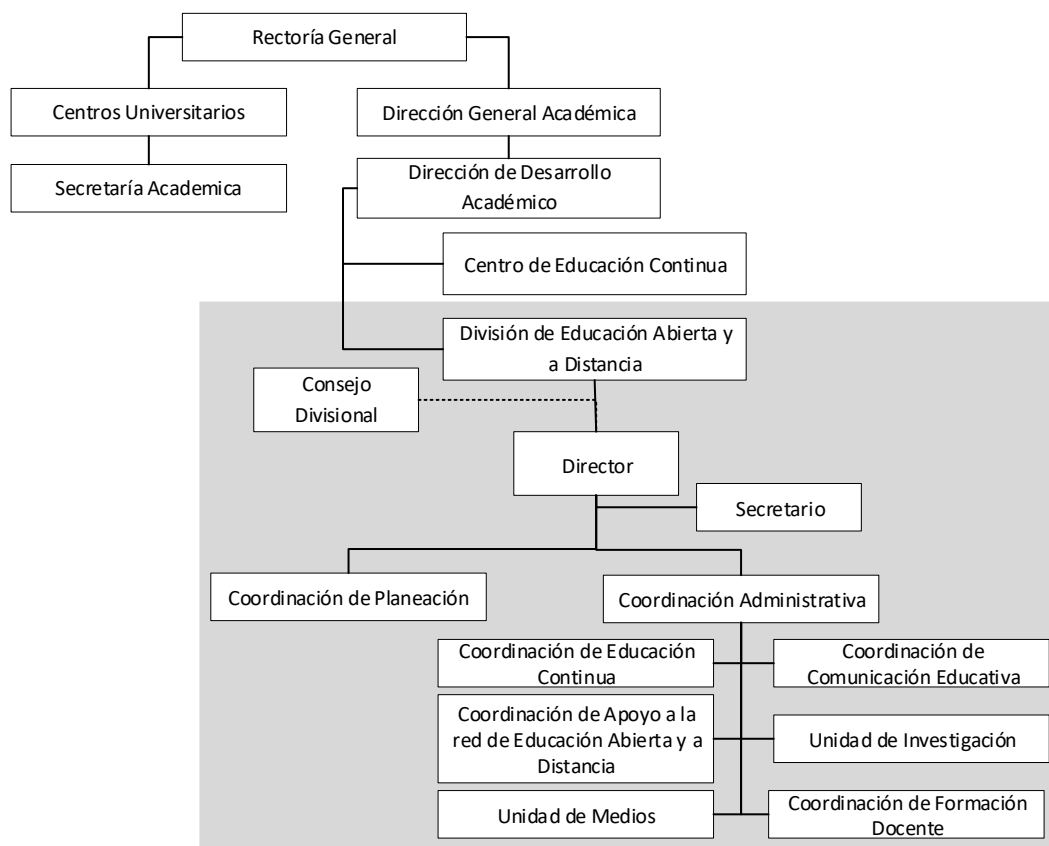 Rectoría General
Centros Universitarios
Dirección General Académica
Secretaría Academica
Dirección de Desarrollo
Académico
Centro de Educación Continua
División de Educación Abierta y
a Distancia
Consejo
Divisional
Director
Secretario
Coordinación de Planeación
Coordinación Administrativa
Coordinación de Educación
Continua
Coordinación de
Comunicación Educativa
Coordinación de Apoyo a la
red de Educación Abierta y a
Distancia
Unidad de Investigación
Unidad de Medios
Coordinación de Formación
Docente